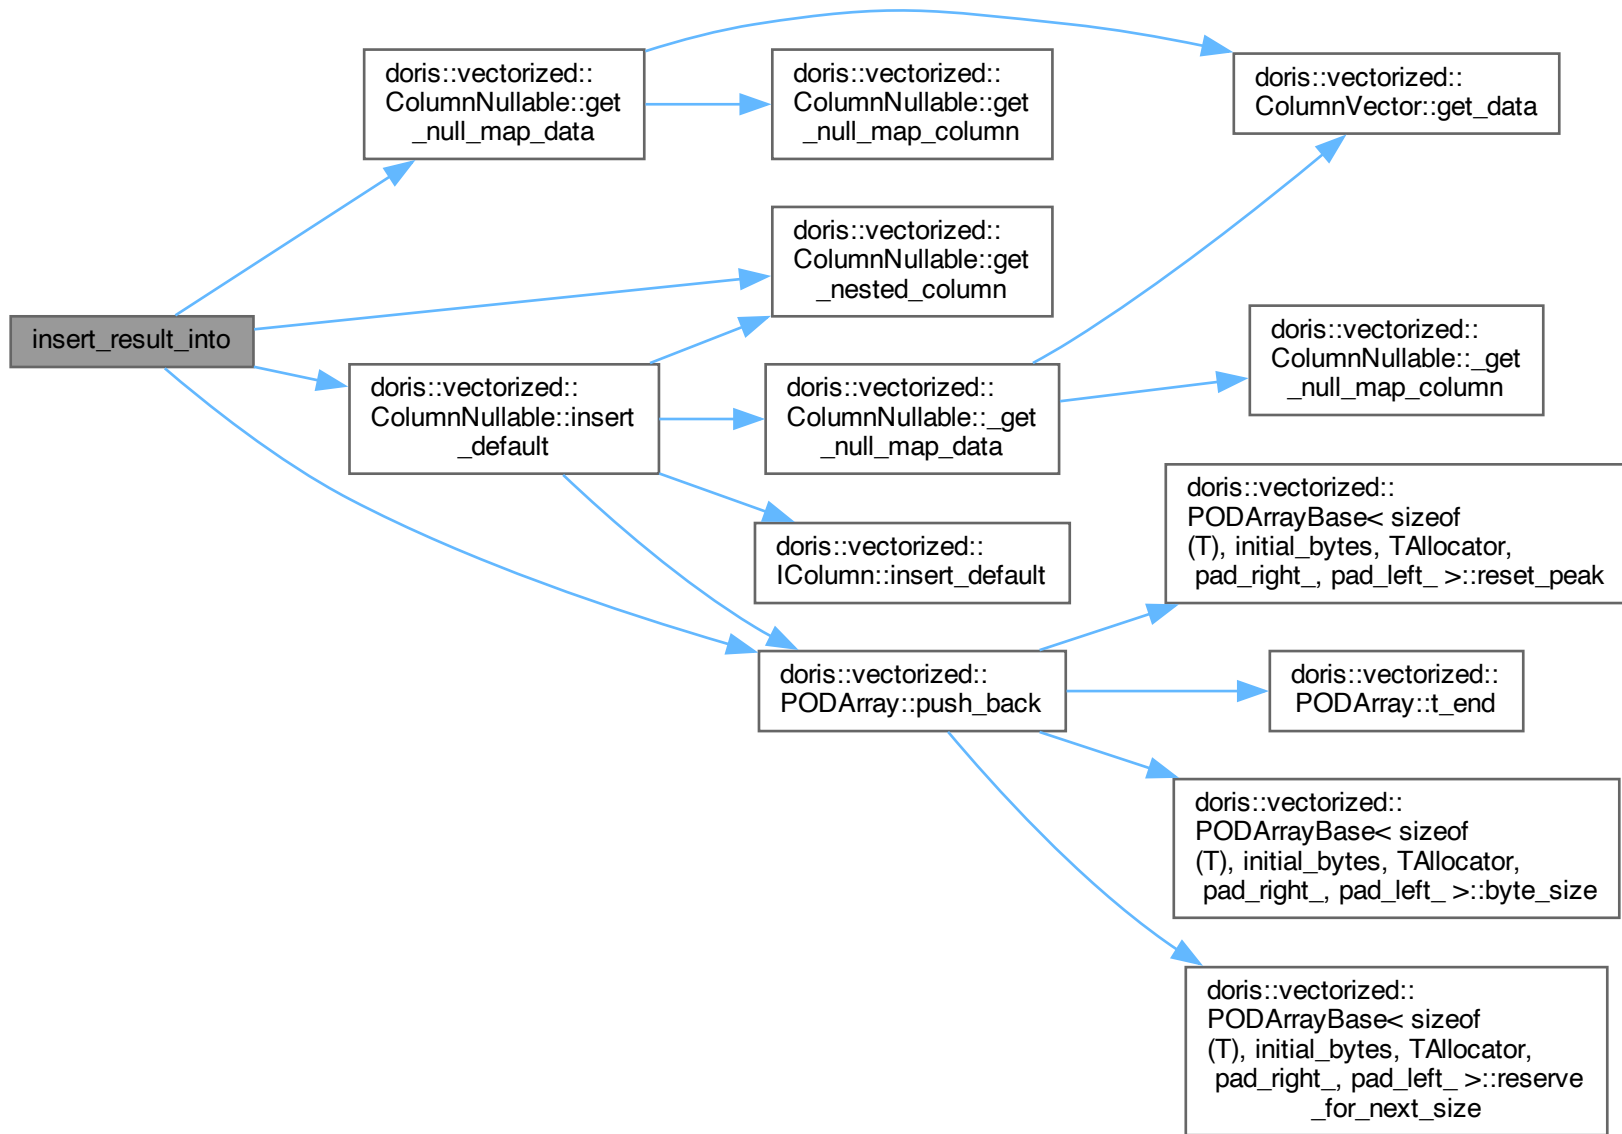 insert_result_into
doris::vectorized::
ColumnNullable::get
_null_map_data
doris::vectorized::
ColumnNullable::get
_null_map_column
doris::vectorized::
ColumnVector::get_data
doris::vectorized::
ColumnNullable::get
_nested_column
doris::vectorized::
ColumnNullable::insert
_default
doris::vectorized::
ColumnNullable::_get
_null_map_data
doris::vectorized::
ColumnNullable::_get
_null_map_column
doris::vectorized::
IColumn::insert_default
doris::vectorized::
PODArray::push_back
doris::vectorized::
PODArrayBase< sizeof
(T), initial_bytes, TAllocator,
pad_right_, pad_left_ >::reset_peak
doris::vectorized::
PODArray::t_end
doris::vectorized::
PODArrayBase< sizeof
(T), initial_bytes, TAllocator,
pad_right_, pad_left_ >::byte_size
doris::vectorized::
PODArrayBase< sizeof
(T), initial_bytes, TAllocator,
pad_right_, pad_left_ >::reserve
_for_next_size